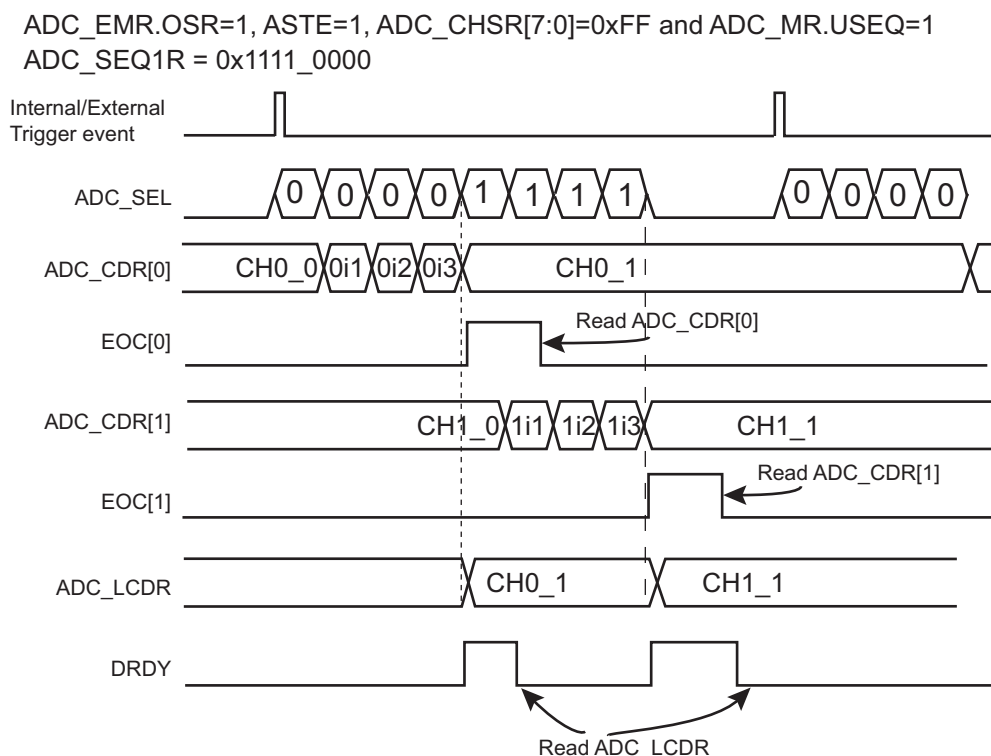 ADC_EMR.OSR=1, ASTE=1, ADC_CHSR[7:0]=0xFF and ADC_MR.USEQ=1
ADC_SEQ1R = 0x1111_0000
Internal/External
Trigger event
ADC_SEL 0 0 0 0 1 1 1 1 0 0 0 0
ADC_CDR[0] CH0_0 0i1 0i2 0i3 CH0_1
EOC[0] Read ADC_CDR[0]
ADC_CDR[1] CH1_0 1i1 1i2 1i3 CH1_1
EOC[1] Read ADC_CDR[1]
ADC_LCDR CH0_1 CH1_1
DRDY
Read ADC_LCDR